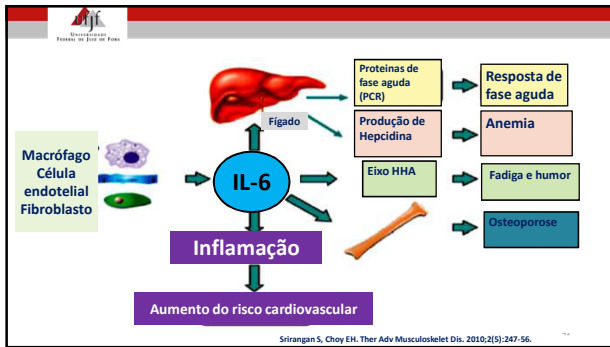 ufjf
UNIVERSIDADE
FEDERAL DE JUIZ DE FORA
Proteinas de
fase aguda
(PCR)
Resposta de
fase aguda
Fígado
Produção de
Hepcidina
Anemia
Macrófago
Célula
endotelial
Fibroblasto
IL-6
Eixo HHA
Fadiga e humor
Osteoporose
Inflamação
Aumento do risco cardiovascular
Srirangan S, Choy EH. Ther Adv Musculoskelet Dis. 2010;2(5):247-56.